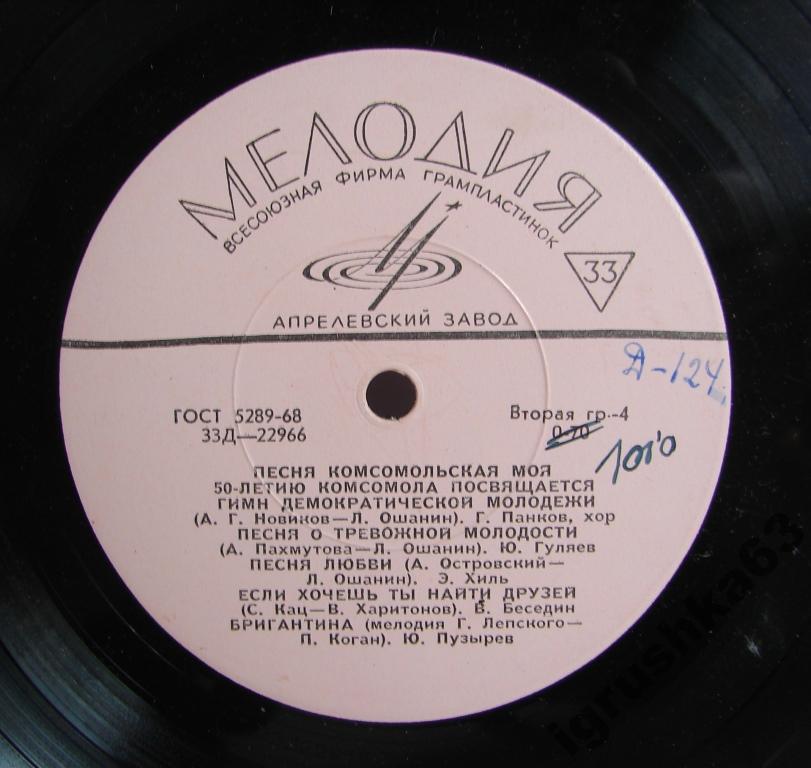 МЕЛОДИЯ
ВСЕСОЮЗНАЯ ФИРМА ГРАМПЛАСТИНОК
33
АПРЕЛЕВСКИЙ ЗАВОД
Д-124
ГОСТ 5289-68
Вторая гр.-4
33Д—22966
0-70
ПЕСНЯ КОМСОМОЛЬСКАЯ МОЯ
50-ЛЕТИЮ КОМСОМОЛА ПОСВЯЩАЕТСЯ
ГИМН ДЕМОКРАТИЧЕСКОЙ МОЛОДЕЖИ
(А. Г. Новиков—Л. Ошанин). Г. Панков, хор
ПЕСНЯ О ТРЕВОЖНОЙ МОЛОДОСТИ
(А. Пахмутова—Л. Ошанин). Ю. Гуляев
ПЕСНЯ ЛЮБВИ (А. Островский—
Л. Ошанин). Э. Хиль
ЕСЛИ ХОЧЕШЬ ТЫ НАЙТИ ДРУЗЕЙ
(С. Кац—В. Харитонов). В. Беседин
БРИГАНТИНА (мелодия Г. Лепского—
П. Коган). Ю. Пузырев
igrushka63